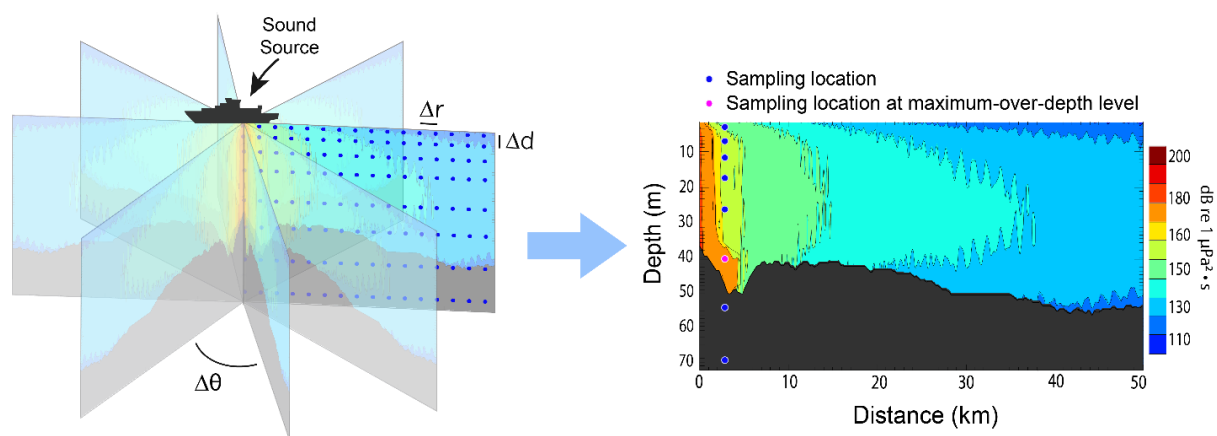 Sound
Source
Δr
Δd
Δθ
Sampling location
Sampling location at maximum-over-depth level
10
20
30
40
50
60
70
Depth (m)
0
10
20
30
40
50
Distance (km)
200
180
160
150
130
110
dB re 1 μPa²•s